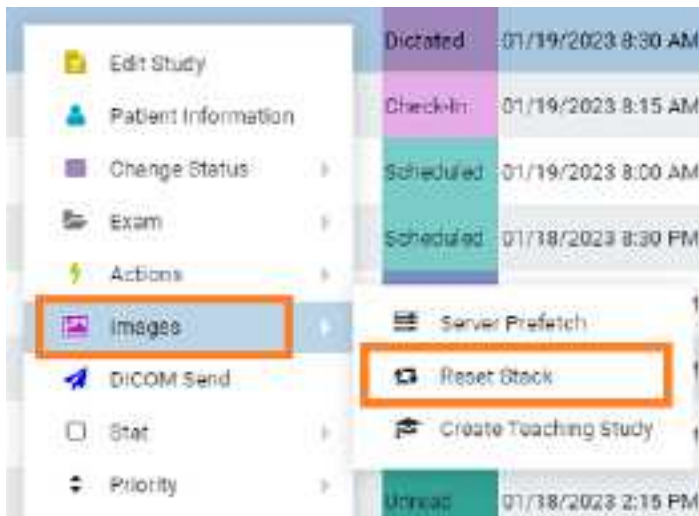 Edit Study
Patient Information
Change Status
Exam
Actions
Images
DICOM Send
Stat
Priority
Server Prefetch
Reset Stack
Create Teaching Study
Dictated 01/19/2023 8:30 AM
Check-In 01/19/2023 8:15 AM
Scheduled 01/19/2023 8:00 AM
Scheduled 01/18/2023 8:30 PM
Unread 01/18/2023 2:15 PM